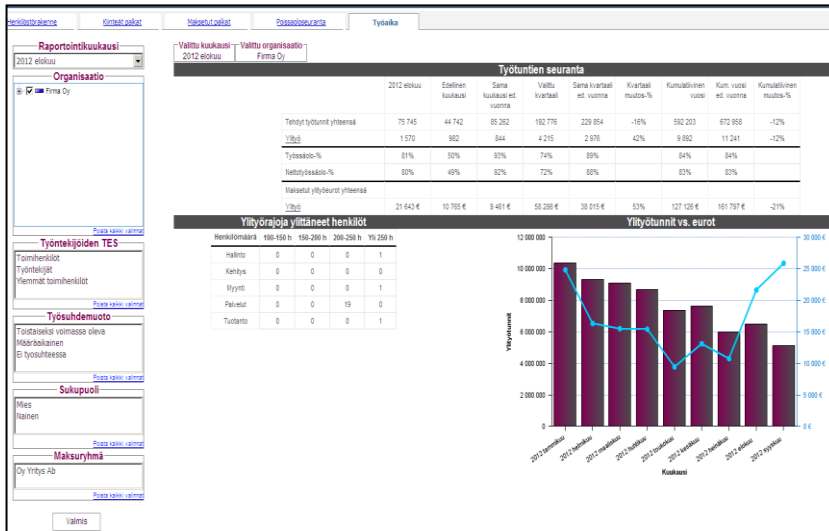 Henkilöstörakenne Kiinteät palkat Maksetut palkat Poissaoloseuranta Työaika
Raportointikuukausi
2012 elokuu
Organisaatio
Firma Oy
Poista kaikki valinnat
Työntekijöiden TES
Toimihenkilöt
Työntekijät
Ylemmät toimihenkilöt
Poista kaikki valinnat
Työsuhdemuoto
Toistaiseksi voimassa oleva
Määräaikainen
Ei tyosuhteessa
Poista kaikki valinnat
Sukupuoli
Mies
Nainen
Poista kaikki valinnat
Maksuryhmä
Oy Yritys Ab
Poista kaikki valinnat
Valmis
Valittu kuukausi Valittu organisaatio
2012 elokuu Firma Oy
Työtuntien seuranta
2012 elokuu Edellinen kuukausi Sama kuukausi ed. vuonna Valittu kvartaali Sama kvartaali ed. vuonna Kvartaali muutos-% Kumulatiivinen vuosi Kum. vuosi ed. vuonna Kumulatiivinen muutos-%
Tehdyt työtunnit yhteensä 75 745 44 742 85 262 192 776 229 854 -16% 592 203 672 958 -12%
Ylityö 1 570 982 844 4 215 2 978 42% 9 892 11 241 -12%
Työssäolo-% 81% 50% 93% 74% 89% 84% 84%
Nettotyössäolo-% 80% 49% 92% 72% 88% 83% 83%
Maksetut ylityöeurot yhteensä
Ylityö 21 643 € 10 765 € 9 461 € 58 286 € 38 015 € 53% 127 126 € 161 797 € -21%
Ylityörajoja ylittäneet henkilöt
Henkilömäärä 100-150 h 150-200 h 200-250 h Yli 250 h
Hallinto 0 0 0 1
Kehitys 0 0 0 0
Myynti 0 0 0 1
Palvelut 0 0 19 0
Tuotanto 0 0 0 1
Ylityötunnit vs. eurot
12 000 000 30 000 €
10 000 000 25 000 €
8 000 000 20 000 €
6 000 000 15 000 €
4 000 000 10 000 €
2 000 000 5 000 €
0 0 €
Ylityötunnit
2012 tammikuu 2012 helmikuu 2012 maaliskuu 2012 huhtikuu 2012 toukokuu 2012 kesäkuu 2012 heinäkuu 2012 elokuu 2012 syyskuu
Kuukausi